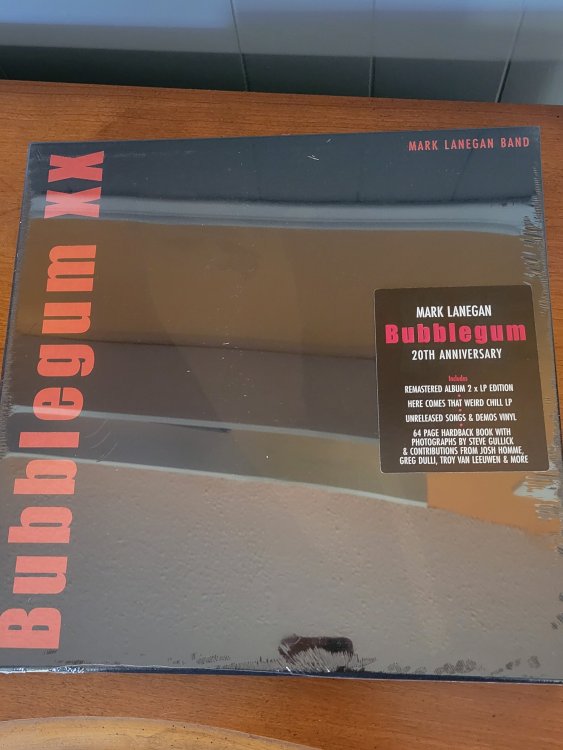 MARK LANEGAN BAND
Bubblegum XX
MARK LANEGAN
Bubblegum
20TH ANNIVERSARY
Includes
REMASTERED ALBUM 2 x LP EDITION
•
HERE COMES THAT WEIRD CHILL LP
•
UNRELEASED SONGS & DEMOS VINYL
•
64 PAGE HARDBACK BOOK WITH
PHOTOGRAPHS BY STEVE GULLICK
& CONTRIBUTIONS FROM JOSH HOMME,
GREG DULLI, TROY VAN LEEUWEN & MORE